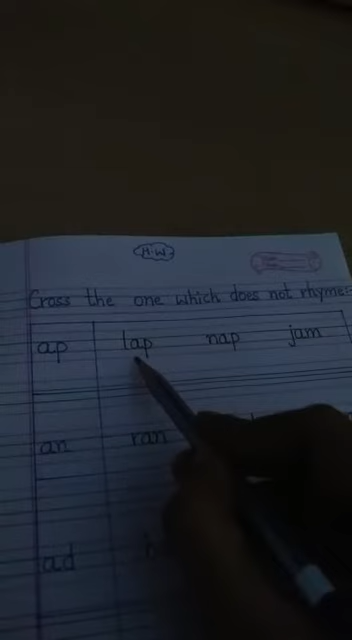 H.W.
Cross the one which does not rhyme:
ap lap nap jam
an ran
ad